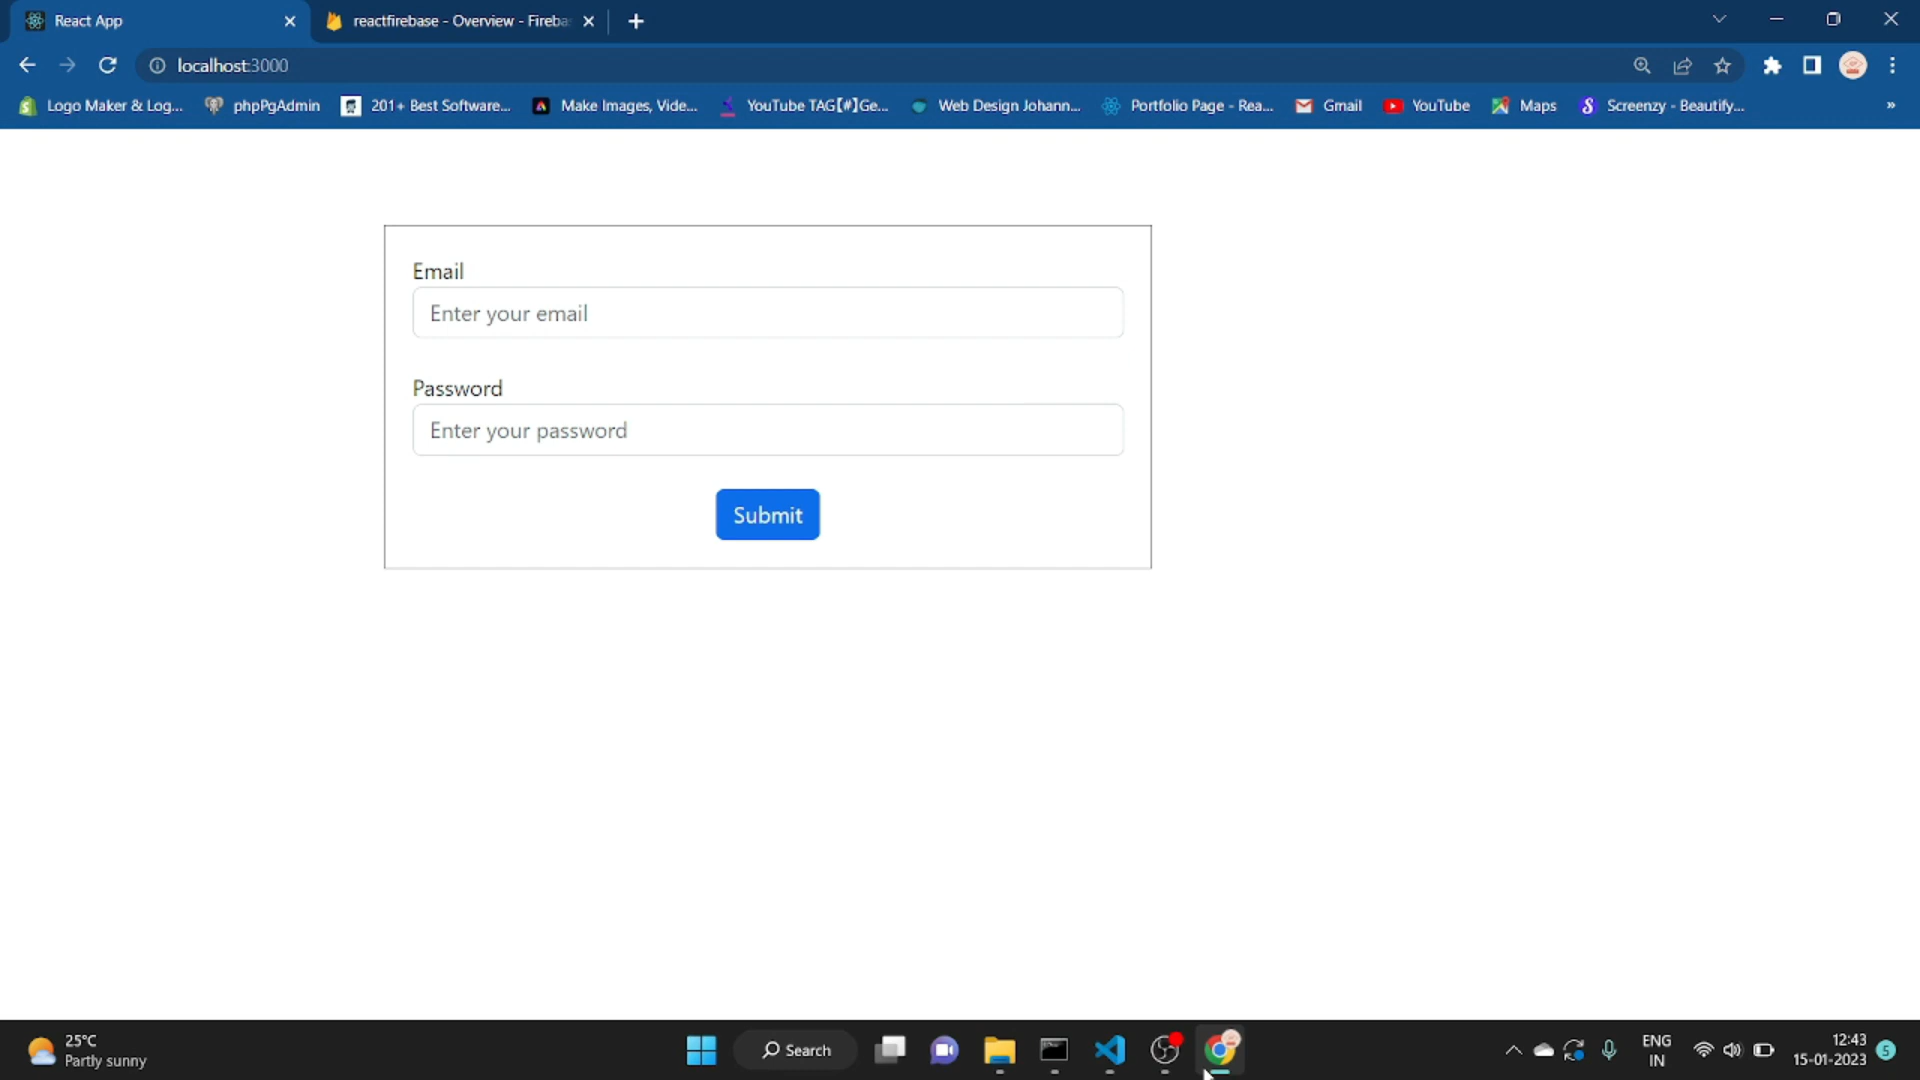 React App
reactfirebase - Overview - Fireba
localhost:3000
Logo Maker & Log...
phpPgAdmin
201+ Best Software...
Make Images, Vide...
YouTube TAG【#】Ge...
Web Design Johann...
Portfolio Page - Rea...
Gmail
YouTube
Maps
Screenzy - Beautify...
»
Email
Enter your email
Password
Enter your password
Submit
25°C
Partly sunny
Search
ENG
IN
12:43
15-01-2023
5